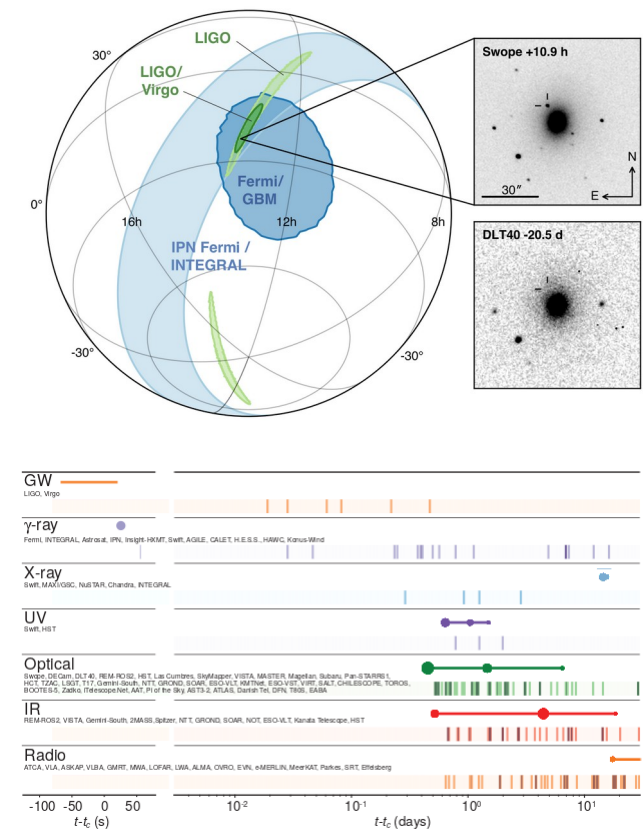 LIGO
30°
LIGO/
Virgo
Swope +10.9 h
N
30″
E
Fermi/
GBM
0°
16h
12h
8h
DLT40 -20.5 d
IPN Fermi /
INTEGRAL
-30°
-30°
GW
LIGO, Virgo
γ-ray
Fermi, INTEGRAL, Astrosat, IPN, Insight-HXMT, Swift, AGILE, CALET, H.E.S.S., HAWC, Konus-Wind
X-ray
Swift, MAXI/GSC, NuSTAR, Chandra, INTEGRAL
UV
Swift, HST
Optical
Swope, DECam, DLT40, REM-ROS2, HST, Las Cumbres, SkyMapper, VISTA, MASTER, Magellan, Subaru, Pan-STARRS1,
HCT, TZAC, LSGT, T17, Gemini-South, NTT, GROND, SOAR, ESO-VLT, KMTNet, ESO-VST, VIRT, SALT, CHILESCOPE, TOROS,
BOOTES-5, Zadko, iTelescope.Net, AAT, Pi of the Sky, AST3-2, ATLAS, Danish Tel, DFN, T80S, EABA
IR
REM-ROS2, VISTA, Gemini-South, 2MASS,Spitzer, NTT, GROND, SOAR, NOT, ESO-VLT, Kanata Telescope, HST
Radio
ATCA, VLA, ASKAP, VLBA, GMRT, MWA, LOFAR, LWA, ALMA, OVRO, EVN, e-MERLIN, MeerKAT, Parkes, SRT, Effelsberg
-100 -50 0 50 10⁻² 10⁻¹ 10⁰ 10¹
t-t_c (s) t-t_c (days)